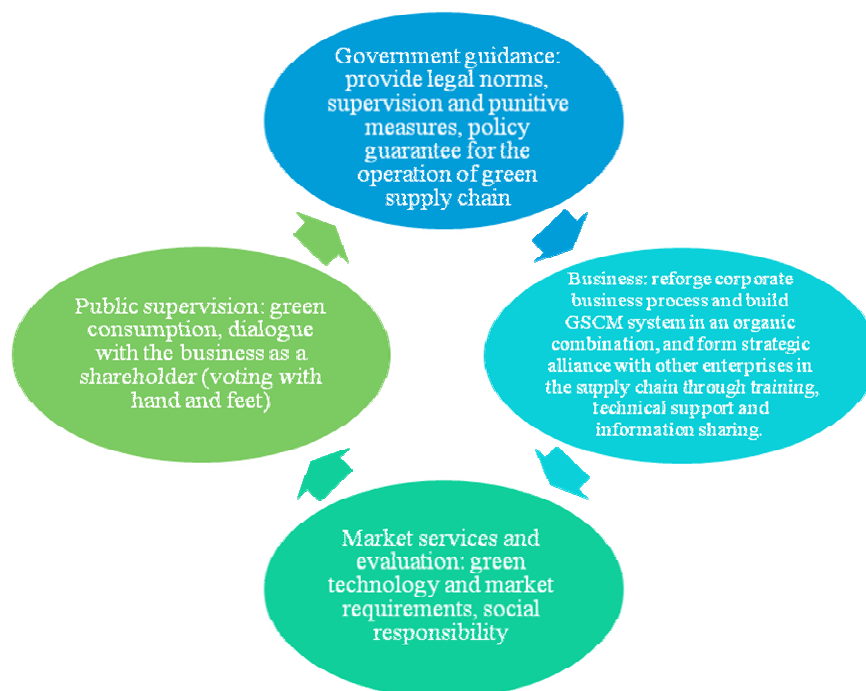 Government guidance:
provide legal norms,
supervision and punitive
measures, policy
guarantee for the
operation of green
supply chain
Business: reforge corporate
business process and build
GSCM system in an organic
combination, and form strategic
alliance with other enterprises in
the supply chain through training,
technical support and
information sharing.
Market services and
evaluation: green
technology and market
requirements, social
responsibility
Public supervision: green
consumption, dialogue
with the business as a
shareholder (voting with
hand and feet)